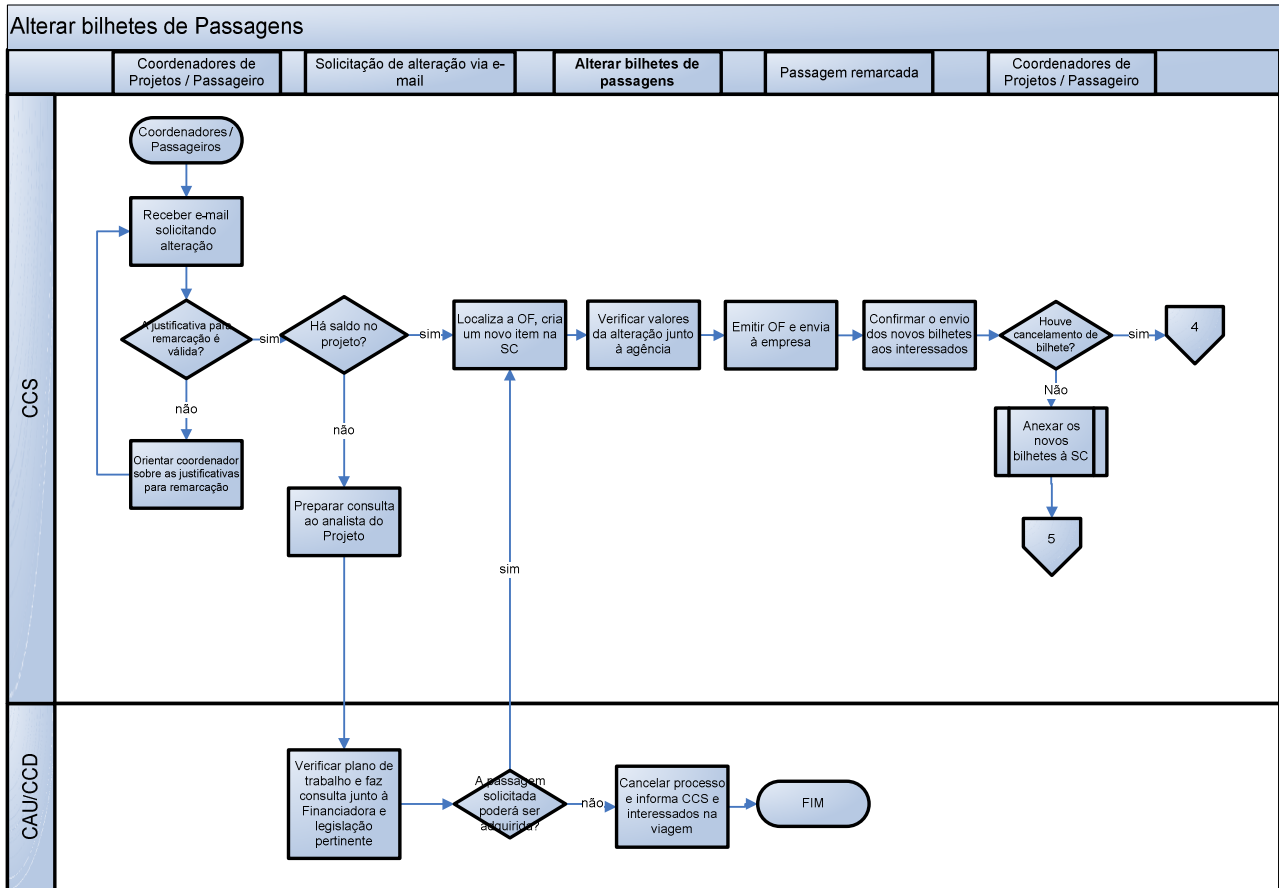 Alterar bilhetes de Passagens
Coordenadores de
Projetos / Passageiro
Solicitação de alteração via e-
mail
Alterar bilhetes de
passagens
Passagem remarcada
Coordenadores de
Projetos / Passageiro
CCS
Coordenadores /
Passageiros
Receber e-mail
solicitando
alteração
A justificativa para
remarcação é
válida?
sim
não
Orientar coordenador
sobre as justificativas
para remarcação
Há saldo no
projeto?
sim
não
Preparar consulta
ao analista do
Projeto
Localiza a OF, cria
um novo item na
SC
Verificar valores
da alteração junto
à agência
Emitir OF e envia
à empresa
Confirmar o envio
dos novos bilhetes
aos interessados
Houve
cancelamento de
bilhete?
sim
4
Não
Anexar os
novos
bilhetes à SC
5
sim
CAU/CCD
Verificar plano de
trabalho e faz
consulta junto à
Financiadora e
legislação
pertinente
A passagem
solicitada
poderá ser
adquirida?
não
Cancelar processo
e informa CCS e
interessados na
viagem
FIM